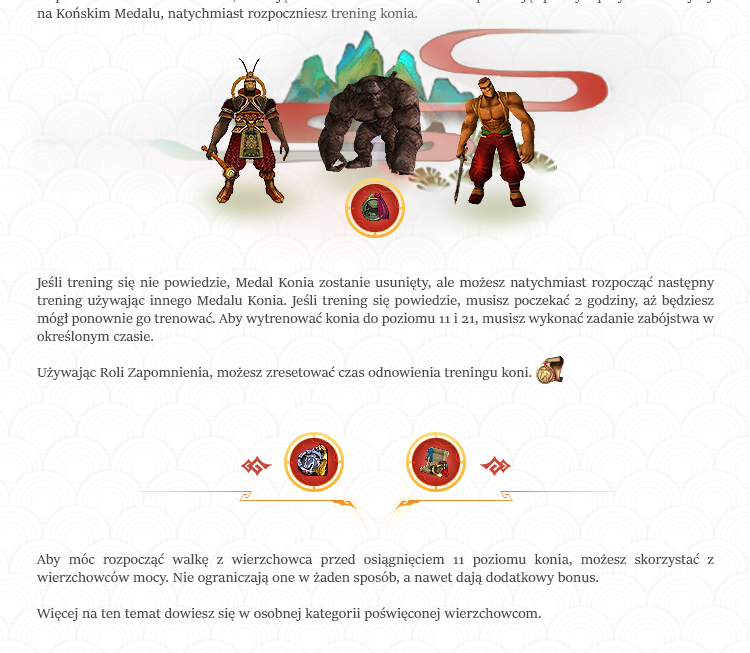 na Końskim Medalu, natychmiast rozpoczniesz trening konia.
Jeśli trening się nie powiedzie, Medal Konia zostanie usunięty, ale możesz natychmiast rozpocząć następny
trening używając innego Medalu Konia. Jeśli trening się powiedzie, musisz poczekać 2 godziny, aż będziesz
mógł ponownie go trenować. Aby wytrenować konia do poziomu 11 i 21, musisz wykonać zadanie zabójstwa w
określonym czasie.
Używając Roli Zapomnienia, możesz zresetować czas odnowienia treningu koni.
Aby móc rozpocząć walkę z wierzchowca przed osiągnięciem 11 poziomu konia, możesz skorzystać z
wierzchowców mocy. Nie ograniczają one w żaden sposób, a nawet dają dodatkowy bonus.
Więcej na ten temat dowiesz się w osobnej kategorii poświęconej wierzchowcom.